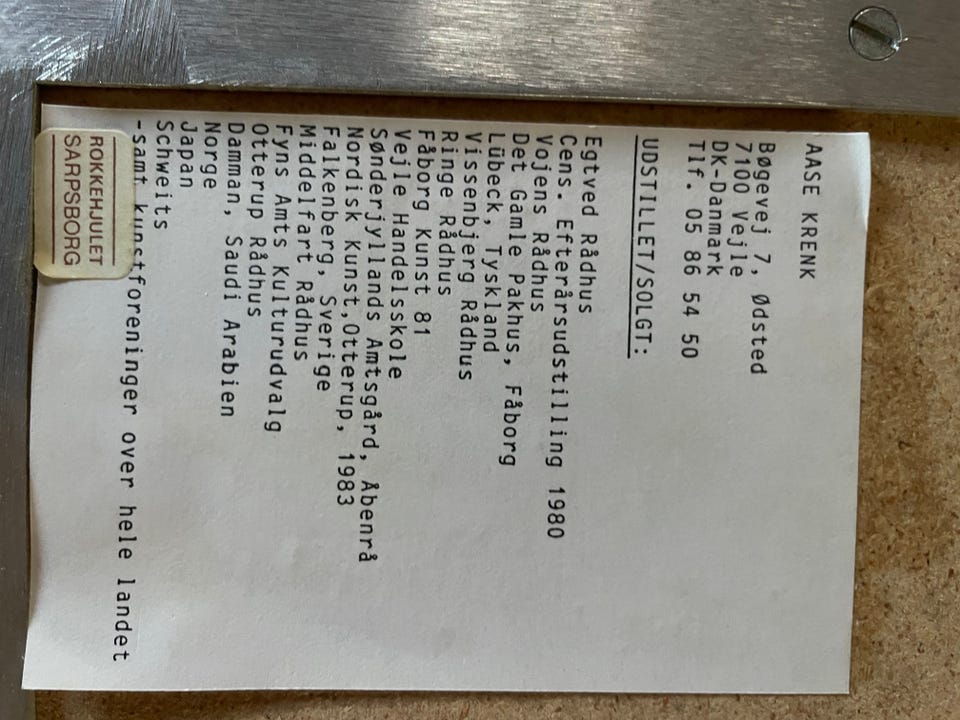 AASE KRENK
Bøgevej 7, Ødsted
7100 Vejle
DK-Danmark
Tlf. 05 86 54 50
UDSTILLET/SOLGT:
Egtved Rådhus
Cens. Efterårsudstilling 1980
Vojens Rådhus
Det Gamle Pakhus, Fåborg
Lübeck, Tyskland
Vissenbjerg Rådhus
Ringe Rådhus
Fåborg Kunst 81
Vejle Handelsskole
Sønderjyllands Amtsgård, Åbenrå
Nordisk Kunst,Otterup, 1983
Falkenberg, Sverige
Middelfart Rådhus
Fyns Amts Kulturudvalg
Otterup Rådhus
Damman, Saudi Arabien
Norge
Japan
Schweits
-samt kunstforeninger over hele landet
ROKKEHJULET
SARPSBORG